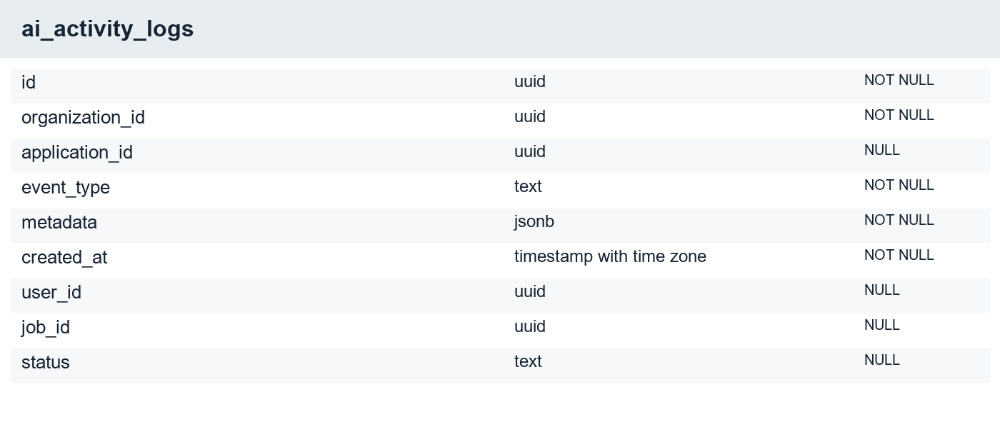 ai_activity_logs
id uuid NOT NULL
organization_id uuid NOT NULL
application_id uuid NULL
event_type text NOT NULL
metadata jsonb NOT NULL
created_at timestamp with time zone NOT NULL
user_id uuid NULL
job_id uuid NULL
status text NULL